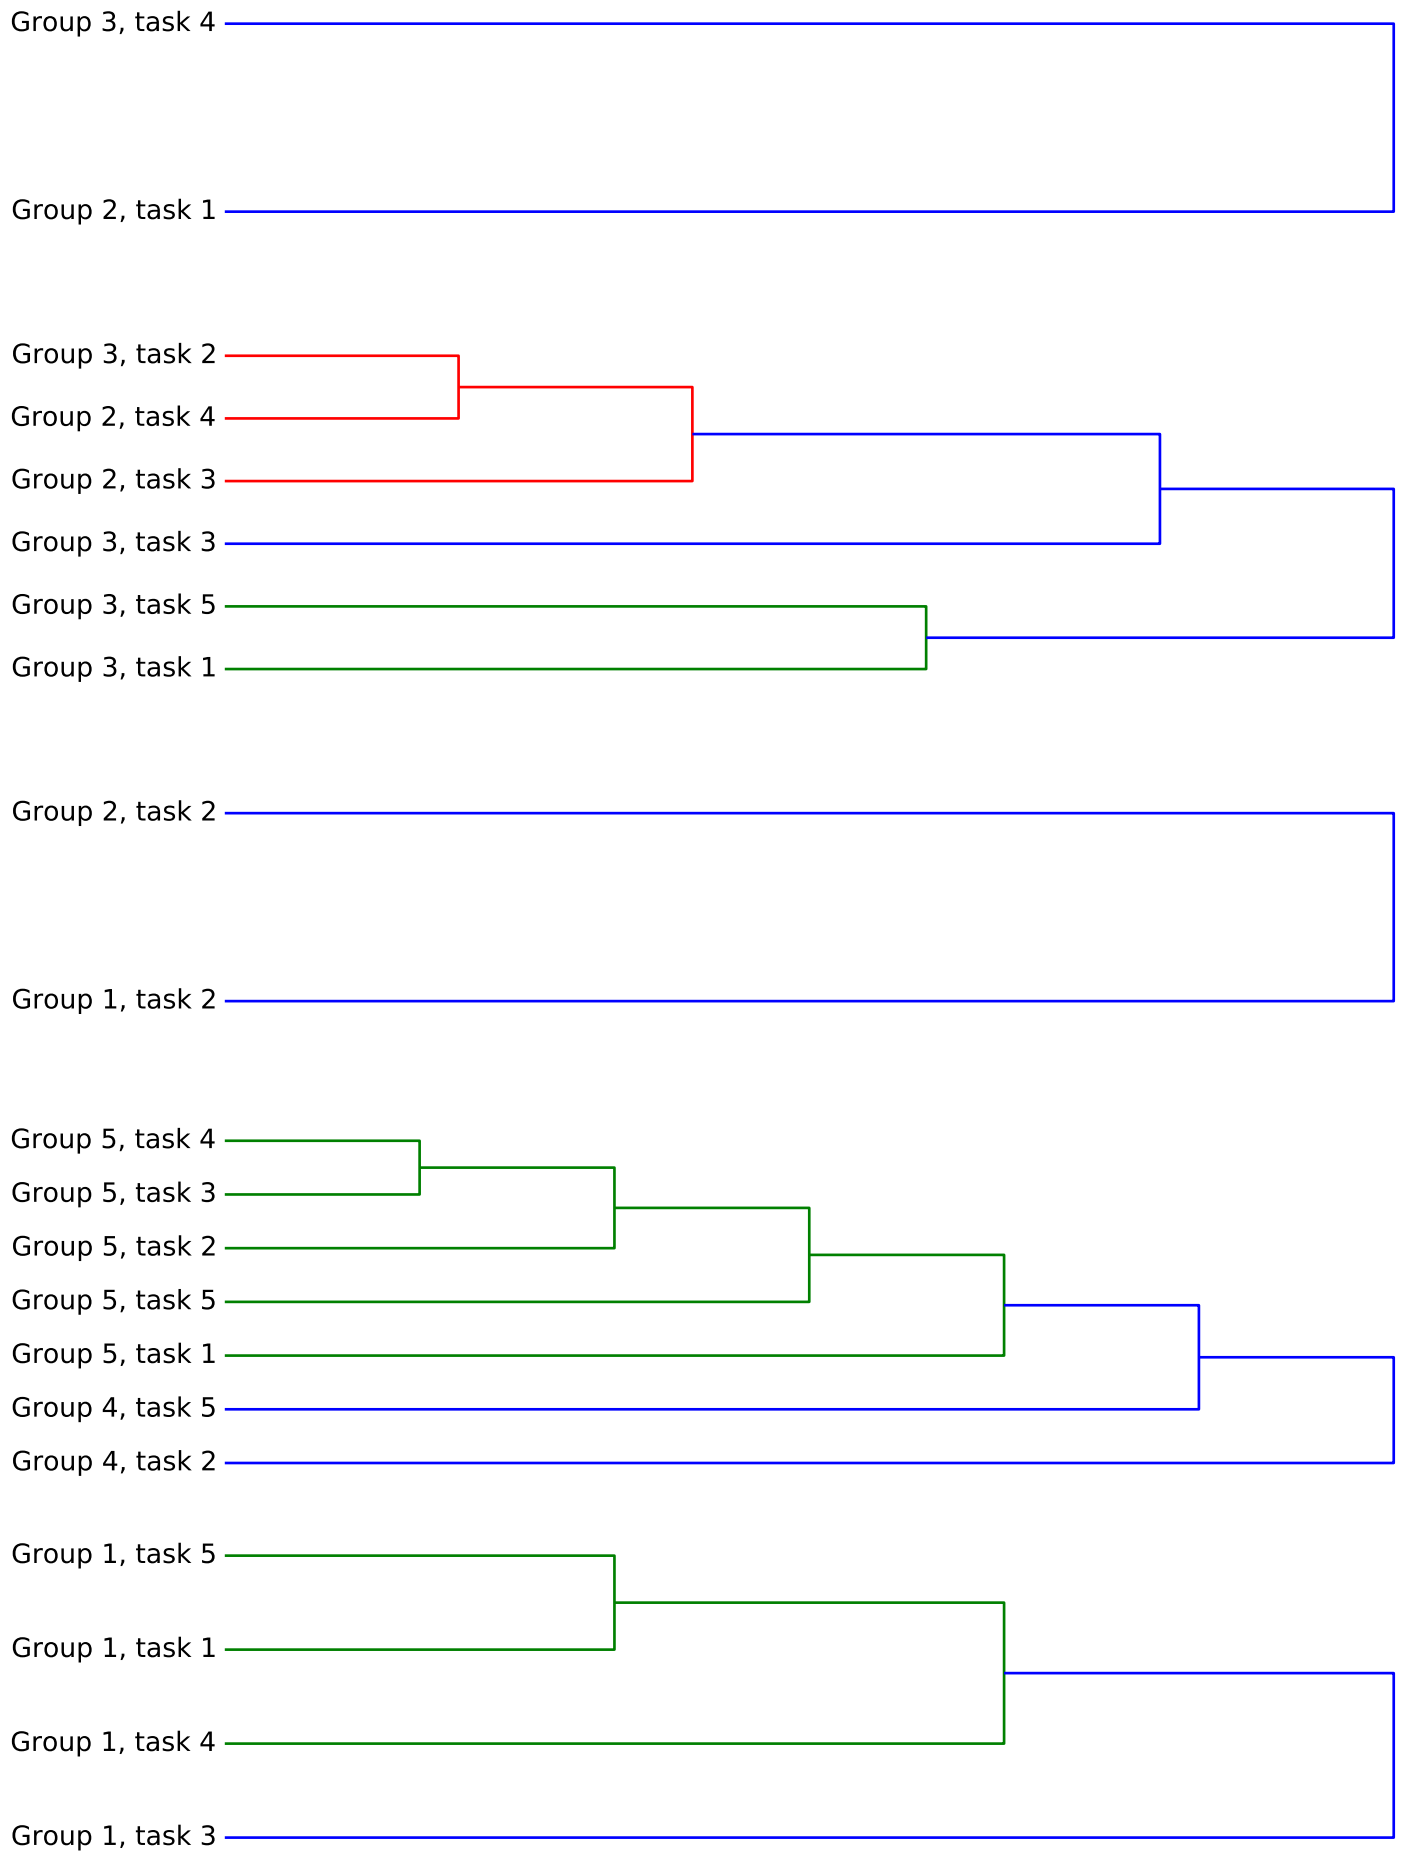 Group 3, task 4
Group 2, task 1
Group 3, task 2
Group 2, task 4
Group 2, task 3
Group 3, task 3
Group 3, task 5
Group 3, task 1
Group 2, task 2
Group 1, task 2
Group 5, task 4
Group 5, task 3
Group 5, task 2
Group 5, task 5
Group 5, task 1
Group 4, task 5
Group 4, task 2
Group 1, task 5
Group 1, task 1
Group 1, task 4
Group 1, task 3